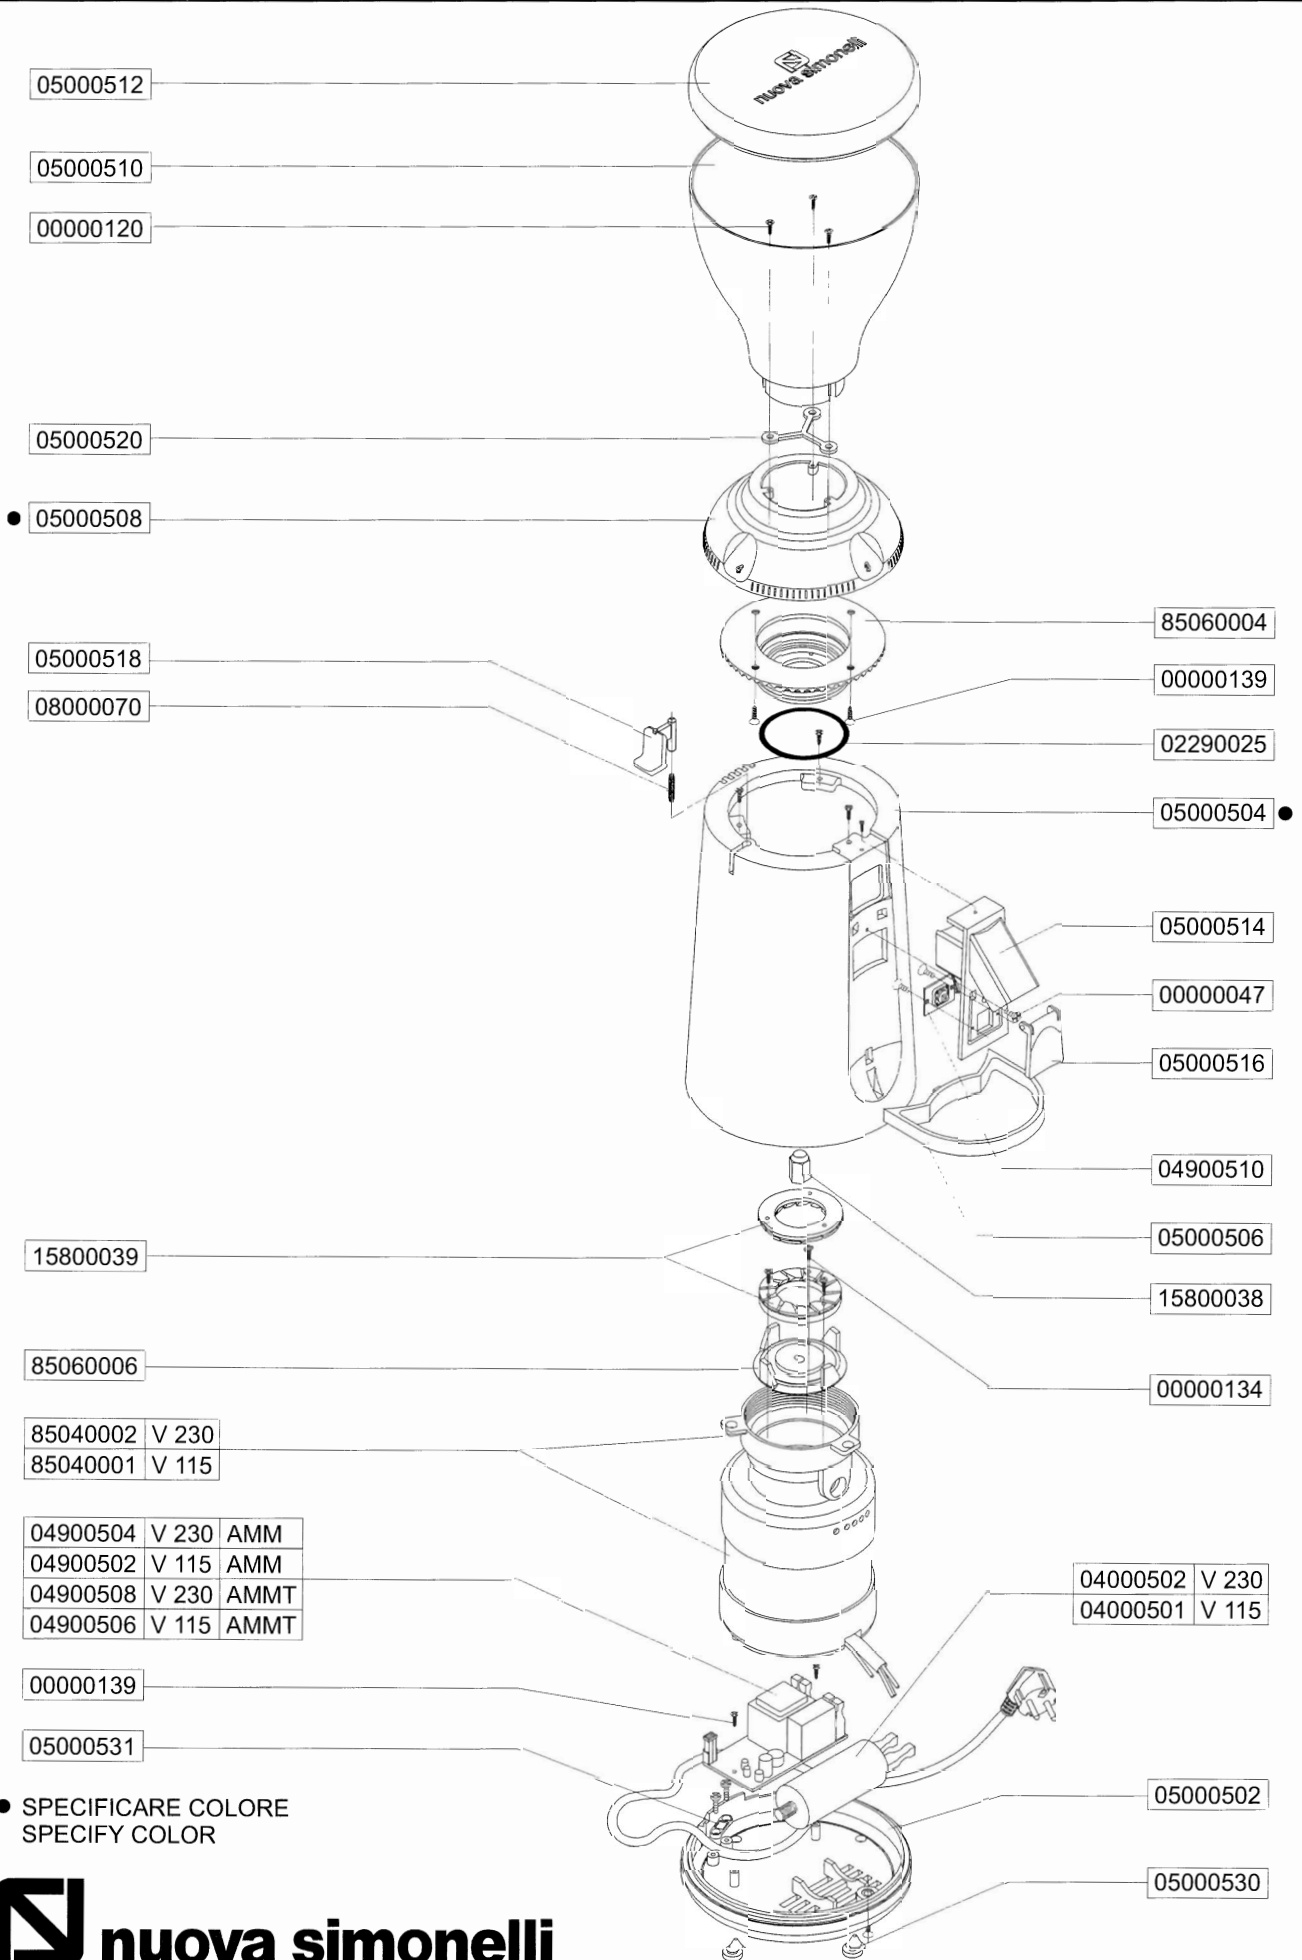 nuova simonelli
05000512
05000510
00000120
05000520
● 05000508
85060004
05000518
00000139
08000070
02290025
05000504 ●
05000514
00000047
05000516
04900510
05000506
15800039
15800038
85060006
00000134
85040002 V 230
85040001 V 115
04900504 V 230 AMM
04900502 V 115 AMM
04900508 V 230 AMMT
04900506 V 115 AMMT
04000502 V 230
04000501 V 115
00000139
05000531
05000502
● SPECIFICARE COLORE
SPECIFY COLOR
05000530
nuova simonelli